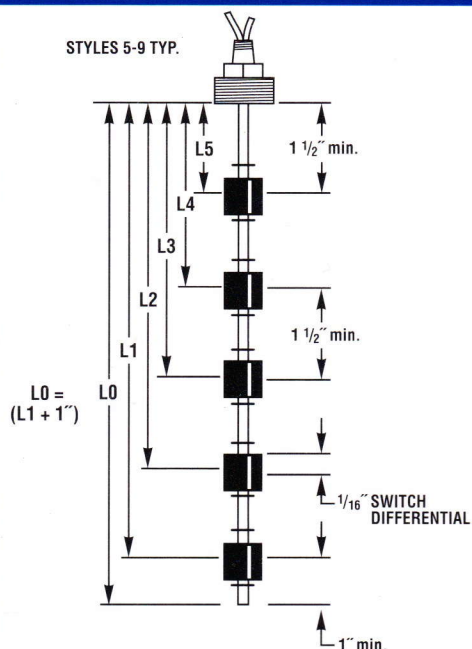 STYLES 5-9 TYP.
L5
1 1/2″ min.
L4
L3
L2
1 1/2″ min.
L1
L0
L0 =
(L1 + 1″)
1/16″ SWITCH
DIFFERENTIAL
1″ min.